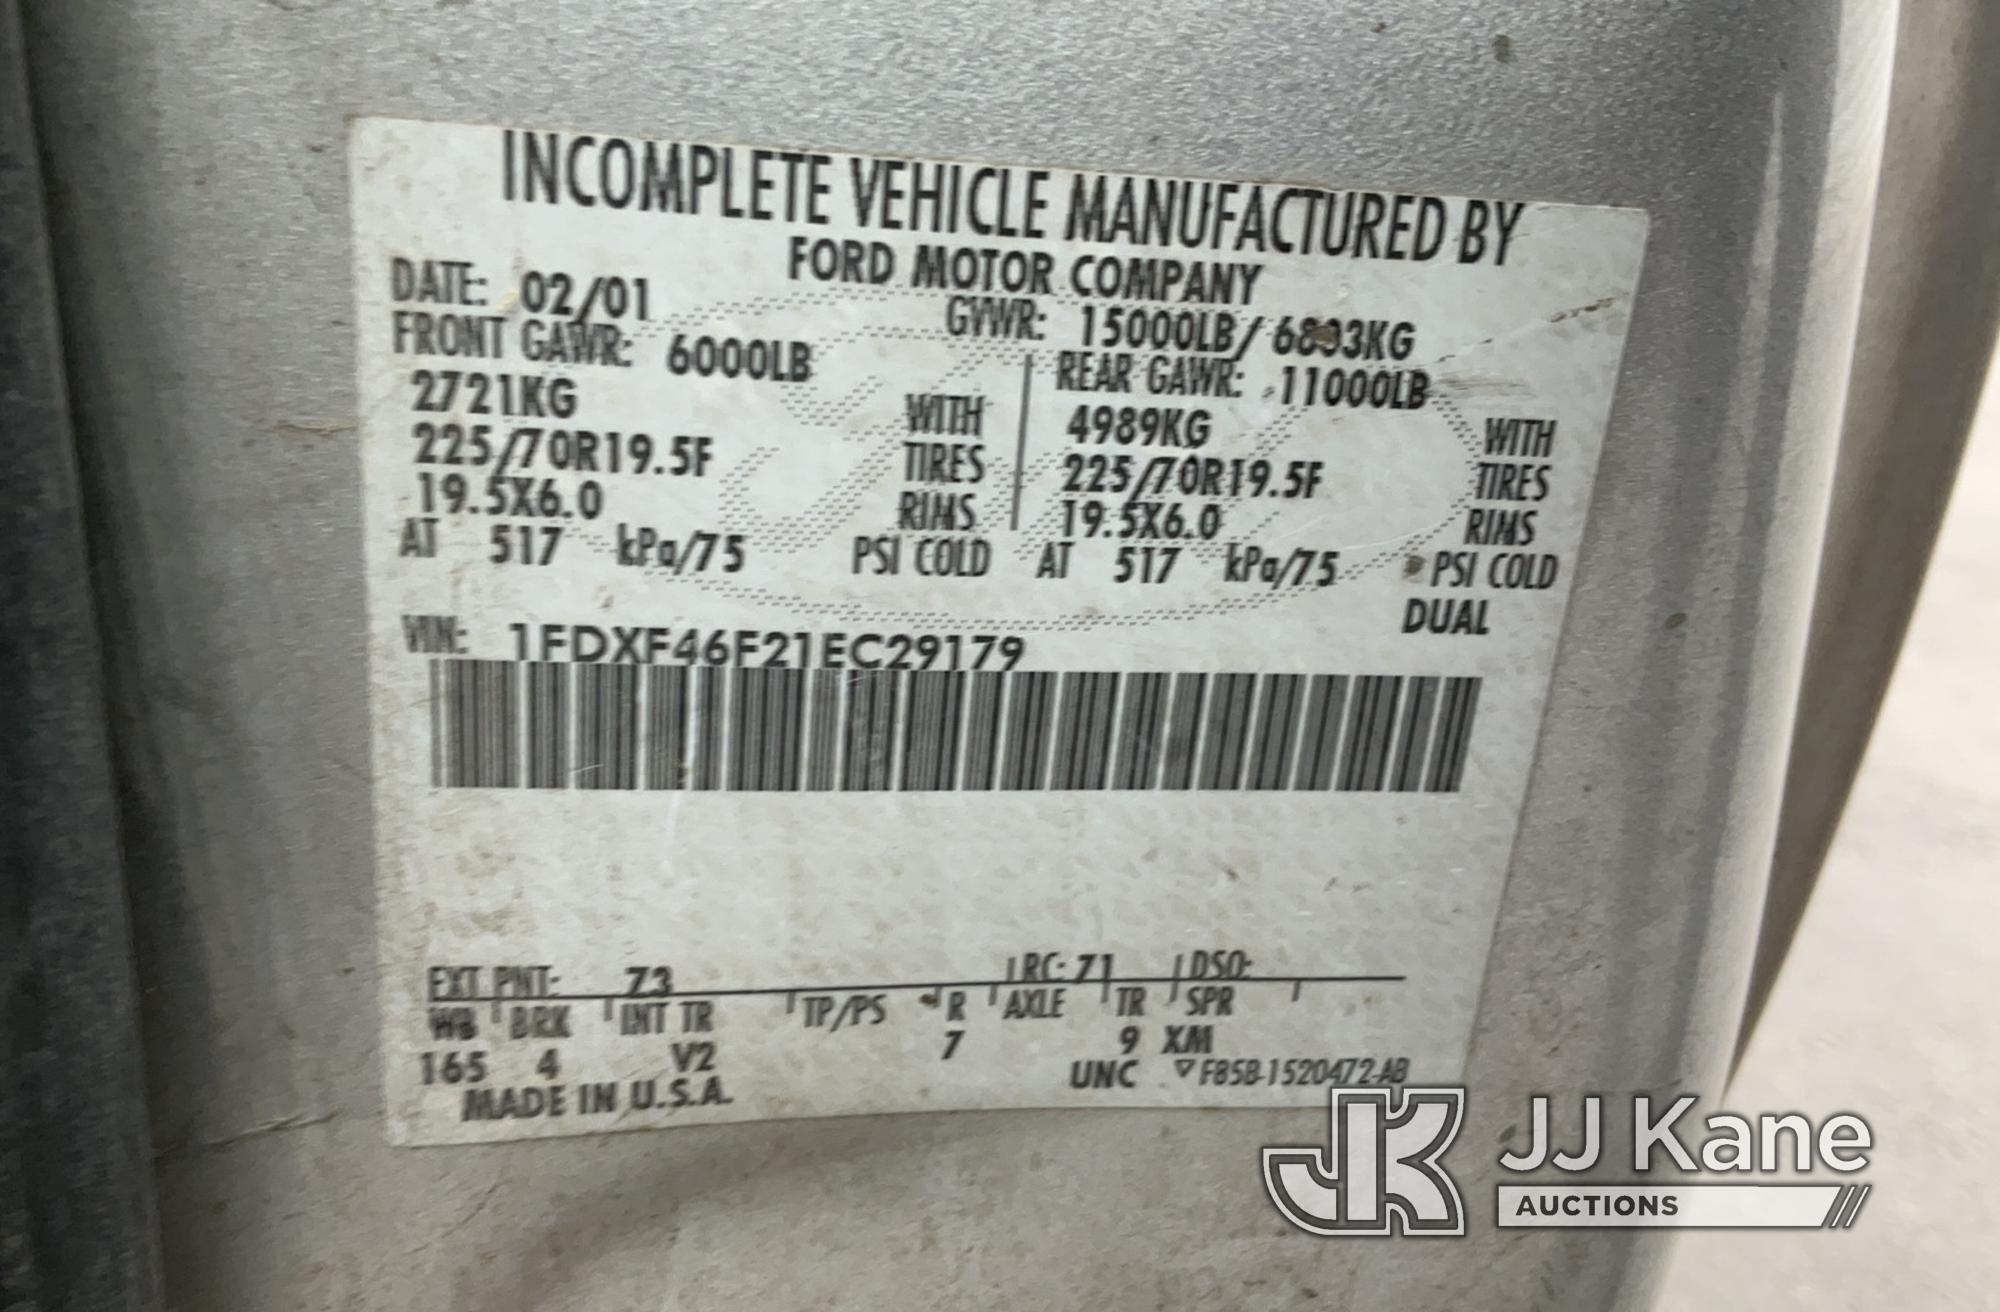 INCOMPLETE VEHICLE MANUFACTURED BY
FORD MOTOR COMPANY
DATE: 02/01 GVWR: 15000LB/6803KG
FRONT GAWR: 6000LB REAR GAWR: 11000LB
2721KG WITH 4989KG WITH
225/70R19.5F TIRES 225/70R19.5F TIRES
19.5X6.0 RIMS 19.5X6.0 RIMS
AT 517 kPa/75 PSI COLD AT 517 kPa/75 PSI COLD
DUAL
VIN: 1FDXF46F21EC29179
EXT PNT: Z3 RC: 71 DSO:
WB BRK INT TR TP/PS R AXLE TR SPR
165 4 V2 7 9 XM
MADE IN U.S.A. UNC ▽F85B-1520472-AB
JK JJ Kane
AUCTIONS